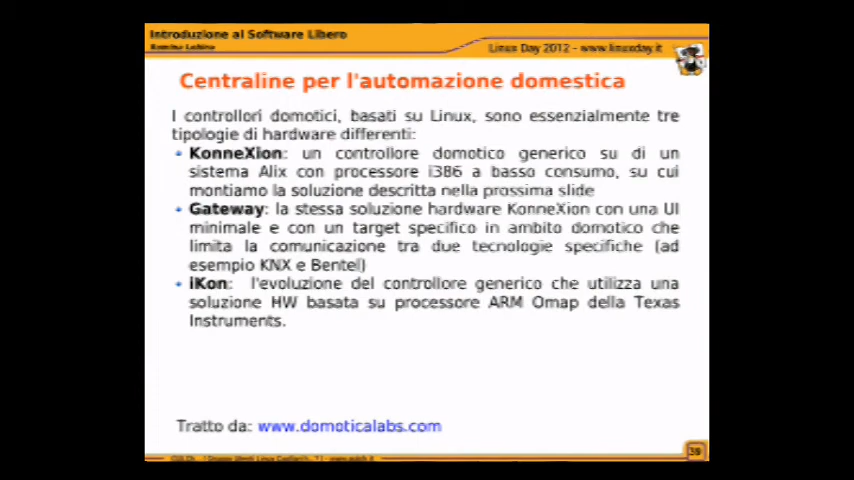 Introduzione al Software Libero
Linux Day 2012 - www.linuxday.it
Centraline per l'automazione domestica
I controllori domotici, basati su Linux, sono essenzialmente tre
tipologie di hardware differenti:
• KonneXion: un controllore domotico generico su di un
sistema Alix con processore i386 a basso consumo, su cui
montiamo la soluzione descritta nella prossima slide
• Gateway: la stessa soluzione hardware KonneXion con una UI
minimale e con un target specifico in ambito domotico che
limita la comunicazione tra due tecnologie specifiche (ad
esempio KNX e Bentel)
• iKon: l'evoluzione del controllore generico che utilizza una
soluzione HW basata su processore ARM Omap della Texas
Instruments.
Tratto da: www.domoticalabs.com
39